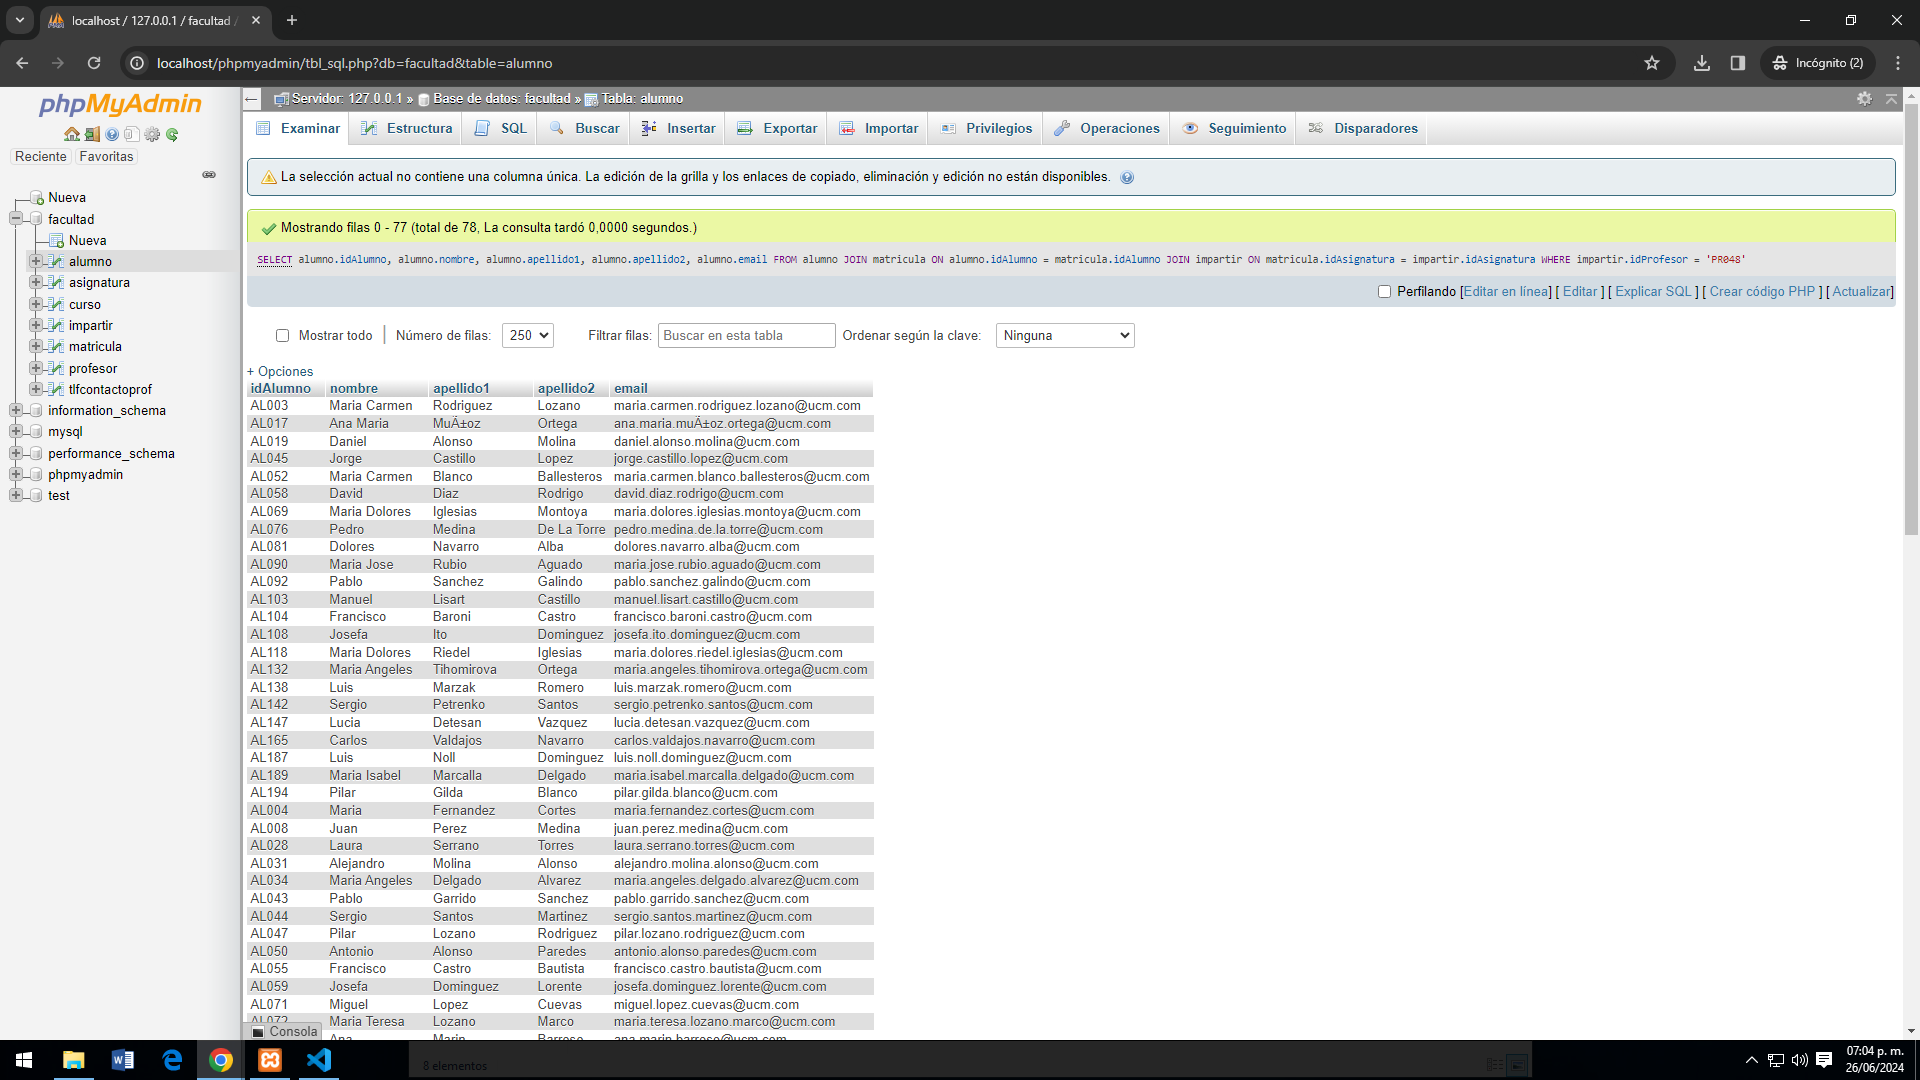 localhost / 127.0.0.1 / facultad /
localhost/phpmyadmin/tbl_sql.php?db=facultad&table=alumno
Incógnito (2)
phpMyAdmin
Reciente Favoritas
Nueva
facultad
Nueva
alumno
asignatura
curso
impartir
matricula
profesor
tlfcontactoprof
information_schema
mysql
performance_schema
phpmyadmin
test
Servidor: 127.0.0.1 » Base de datos: facultad » Tabla: alumno
Examinar Estructura SQL Buscar Insertar Exportar Importar Privilegios Operaciones Seguimiento Disparadores
La selección actual no contiene una columna única. La edición de la grilla y los enlaces de copiado, eliminación y edición no están disponibles.
Mostrando filas 0 - 77 (total de 78, La consulta tardó 0,0000 segundos.)
SELECT alumno.idAlumno, alumno.nombre, alumno.apellido1, alumno.apellido2, alumno.email FROM alumno JOIN matricula ON alumno.idAlumno = matricula.idAlumno JOIN impartir ON matricula.idAsignatura = impartir.idAsignatura WHERE impartir.idProfesor = 'PR048'
Perfilando [Editar en línea] [ Editar ] [ Explicar SQL ] [ Crear código PHP ] [ Actualizar]
Mostrar todo | Número de filas: 250 Filtrar filas: Buscar en esta tabla Ordenar según la clave: Ninguna
+ Opciones
idAlumno nombre apellido1 apellido2 email
AL003 Maria Carmen Rodriguez Lozano maria.carmen.rodriguez.lozano@ucm.com
AL017 Ana Maria MuÄ±oz Ortega ana.maria.muÄ±oz.ortega@ucm.com
AL019 Daniel Alonso Molina daniel.alonso.molina@ucm.com
AL045 Jorge Castillo Lopez jorge.castillo.lopez@ucm.com
AL052 Maria Carmen Blanco Ballesteros maria.carmen.blanco.ballesteros@ucm.com
AL058 David Diaz Rodrigo david.diaz.rodrigo@ucm.com
AL069 Maria Dolores Iglesias Montoya maria.dolores.iglesias.montoya@ucm.com
AL076 Pedro Medina De La Torre pedro.medina.de.la.torre@ucm.com
AL081 Dolores Navarro Alba dolores.navarro.alba@ucm.com
AL090 Maria Jose Rubio Aguado maria.jose.rubio.aguado@ucm.com
AL092 Pablo Sanchez Galindo pablo.sanchez.galindo@ucm.com
AL103 Manuel Lisart Castillo manuel.lisart.castillo@ucm.com
AL104 Francisco Baroni Castro francisco.baroni.castro@ucm.com
AL108 Josefa Ito Dominguez josefa.ito.dominguez@ucm.com
AL118 Maria Dolores Riedel Iglesias maria.dolores.riedel.iglesias@ucm.com
AL132 Maria Angeles Tihomirova Ortega maria.angeles.tihomirova.ortega@ucm.com
AL138 Luis Marzak Romero luis.marzak.romero@ucm.com
AL142 Sergio Petrenko Santos sergio.petrenko.santos@ucm.com
AL147 Lucia Detesan Vazquez lucia.detesan.vazquez@ucm.com
AL165 Carlos Valdajos Navarro carlos.valdajos.navarro@ucm.com
AL187 Luis Noll Dominguez luis.noll.dominguez@ucm.com
AL189 Maria Isabel Marcalla Delgado maria.isabel.marcalla.delgado@ucm.com
AL194 Pilar Gilda Blanco pilar.gilda.blanco@ucm.com
AL004 Maria Fernandez Cortes maria.fernandez.cortes@ucm.com
AL008 Juan Perez Medina juan.perez.medina@ucm.com
AL028 Laura Serrano Torres laura.serrano.torres@ucm.com
AL031 Alejandro Molina Alonso alejandro.molina.alonso@ucm.com
AL034 Maria Angeles Delgado Alvarez maria.angeles.delgado.alvarez@ucm.com
AL043 Pablo Garrido Sanchez pablo.garrido.sanchez@ucm.com
AL044 Sergio Santos Martinez sergio.santos.martinez@ucm.com
AL047 Pilar Lozano Rodriguez pilar.lozano.rodriguez@ucm.com
AL050 Antonio Alonso Paredes antonio.alonso.paredes@ucm.com
AL055 Francisco Castro Bautista francisco.castro.bautista@ucm.com
AL059 Josefa Dominguez Lorente josefa.dominguez.lorente@ucm.com
AL071 Miguel Lopez Cuevas miguel.lopez.cuevas@ucm.com
AL072 Maria Teresa Lozano Marco maria.teresa.lozano.marco@ucm.com
Ana Marin Barroso ana.marin.barroso@ucm.com
Consola
8 elementos
07:04 p. m.
26/06/2024